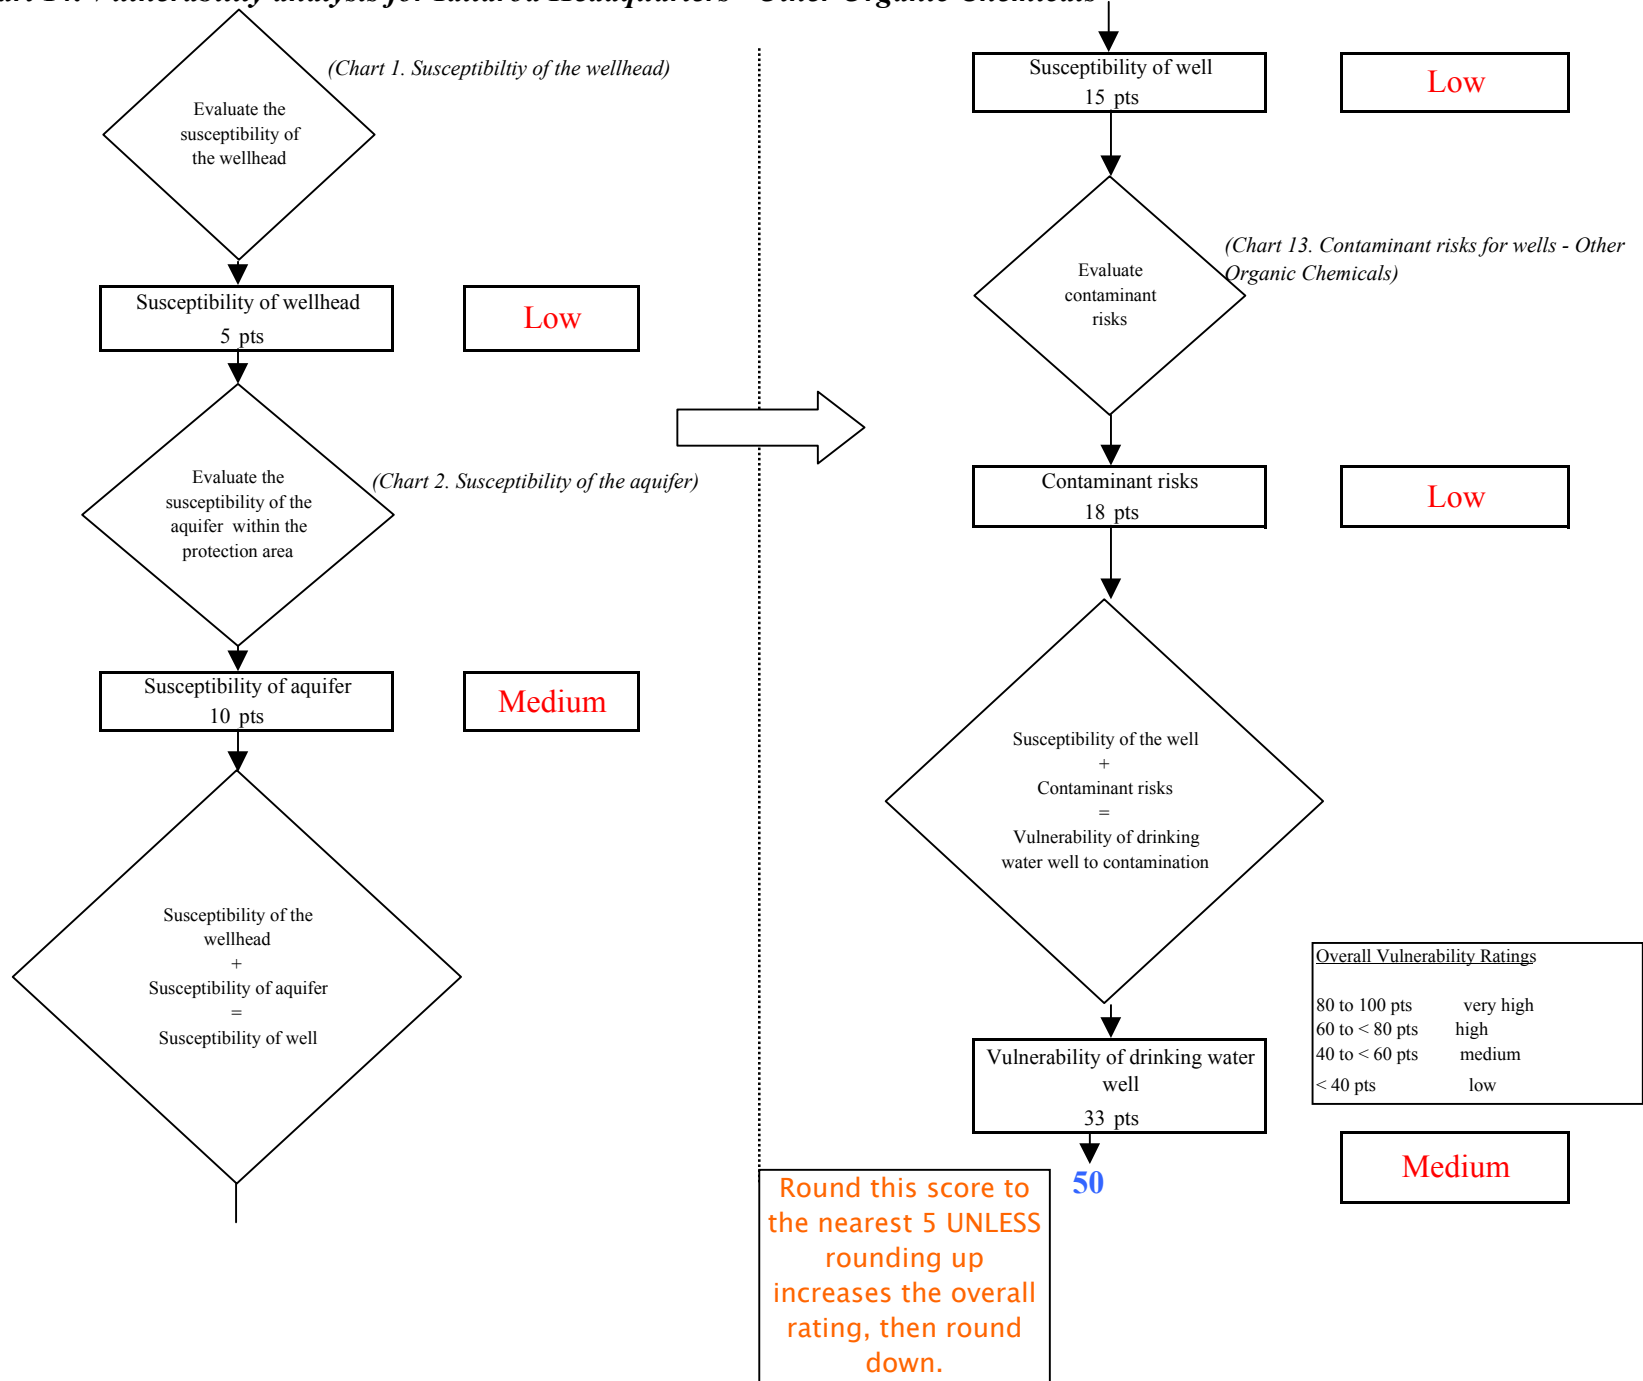 (Chart 1. Susceptibiltiy of the wellhead)
Evaluate the
susceptibility of
the wellhead
Susceptibility of wellhead
5 pts
Low
Evaluate the
susceptibility of the
aquifer within the
protection area
(Chart 2. Susceptibility of the aquifer)
Susceptibility of aquifer
10 pts
Medium
Susceptibility of the
wellhead
+
Susceptibility of aquifer
=
Susceptibility of well
Susceptibility of well
15 pts
Low
Evaluate
contaminant
risks
(Chart 13. Contaminant risks for wells - Other
Organic Chemicals)
Contaminant risks
18 pts
Low
Susceptibility of the well
+
Contaminant risks
=
Vulnerability of drinking
water well to contamination
Vulnerability of drinking water
well
33 pts
50
Overall Vulnerability Ratings
80 to 100 pts very high
60 to < 80 pts high
40 to < 60 pts medium
< 40 pts low
Medium
Round this score to
the nearest 5 UNLESS
rounding up
increases the overall
rating, then round
down.